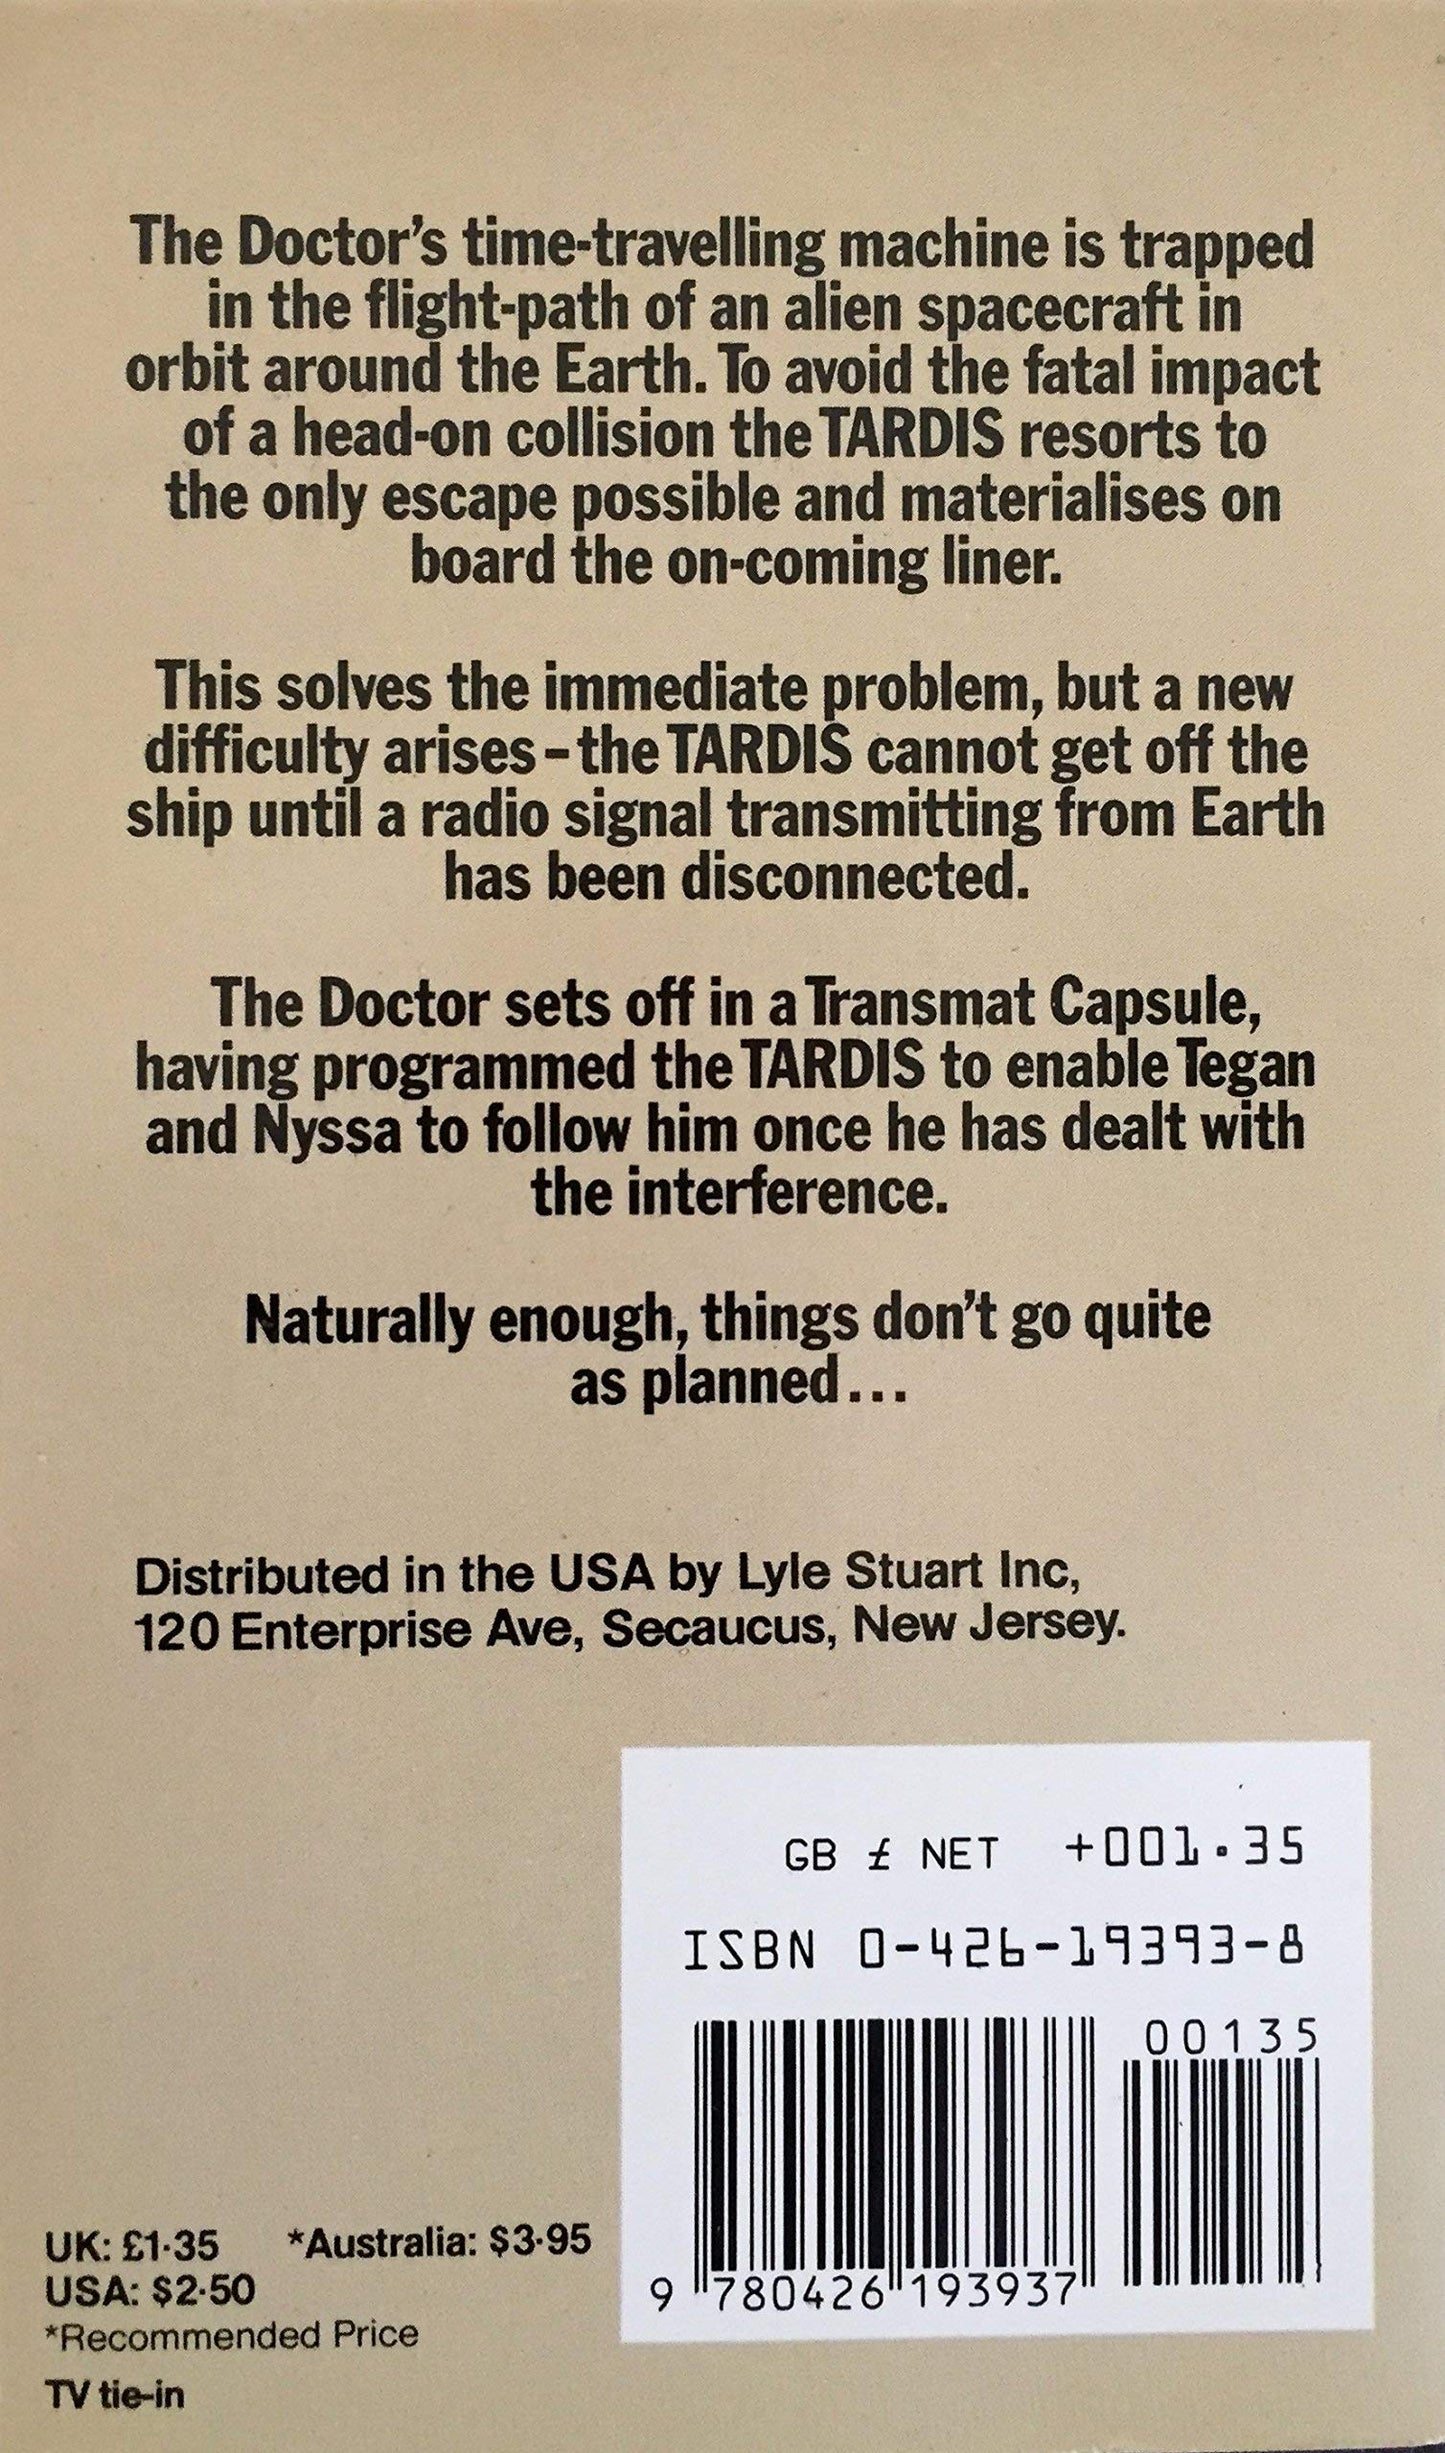 The Doctor's time-travelling machine is trapped
in the flight-path of an alien spacecraft in
orbit around the Earth. To avoid the fatal impact
of a head-on collision the TARDIS resorts to
the only escape possible and materialises on
board the on-coming liner.
This solves the immediate problem, but a new
difficulty arises – the TARDIS cannot get off the
ship until a radio signal transmitting from Earth
has been disconnected.
The Doctor sets off in a Transmat Capsule,
having programmed the TARDIS to enable Tegan
and Nyssa to follow him once he has dealt with
the interference.
Naturally enough, things don't go quite
as planned...
Distributed in the USA by Lyle Stuart Inc,
120 Enterprise Ave, Secaucus, New Jersey.
GB £ NET +001.35
ISBN 0-426-19393-8
00135
9 780426 193937
UK: £1·35 *Australia: $3·95
USA: $2·50
*Recommended Price
TV tie-in